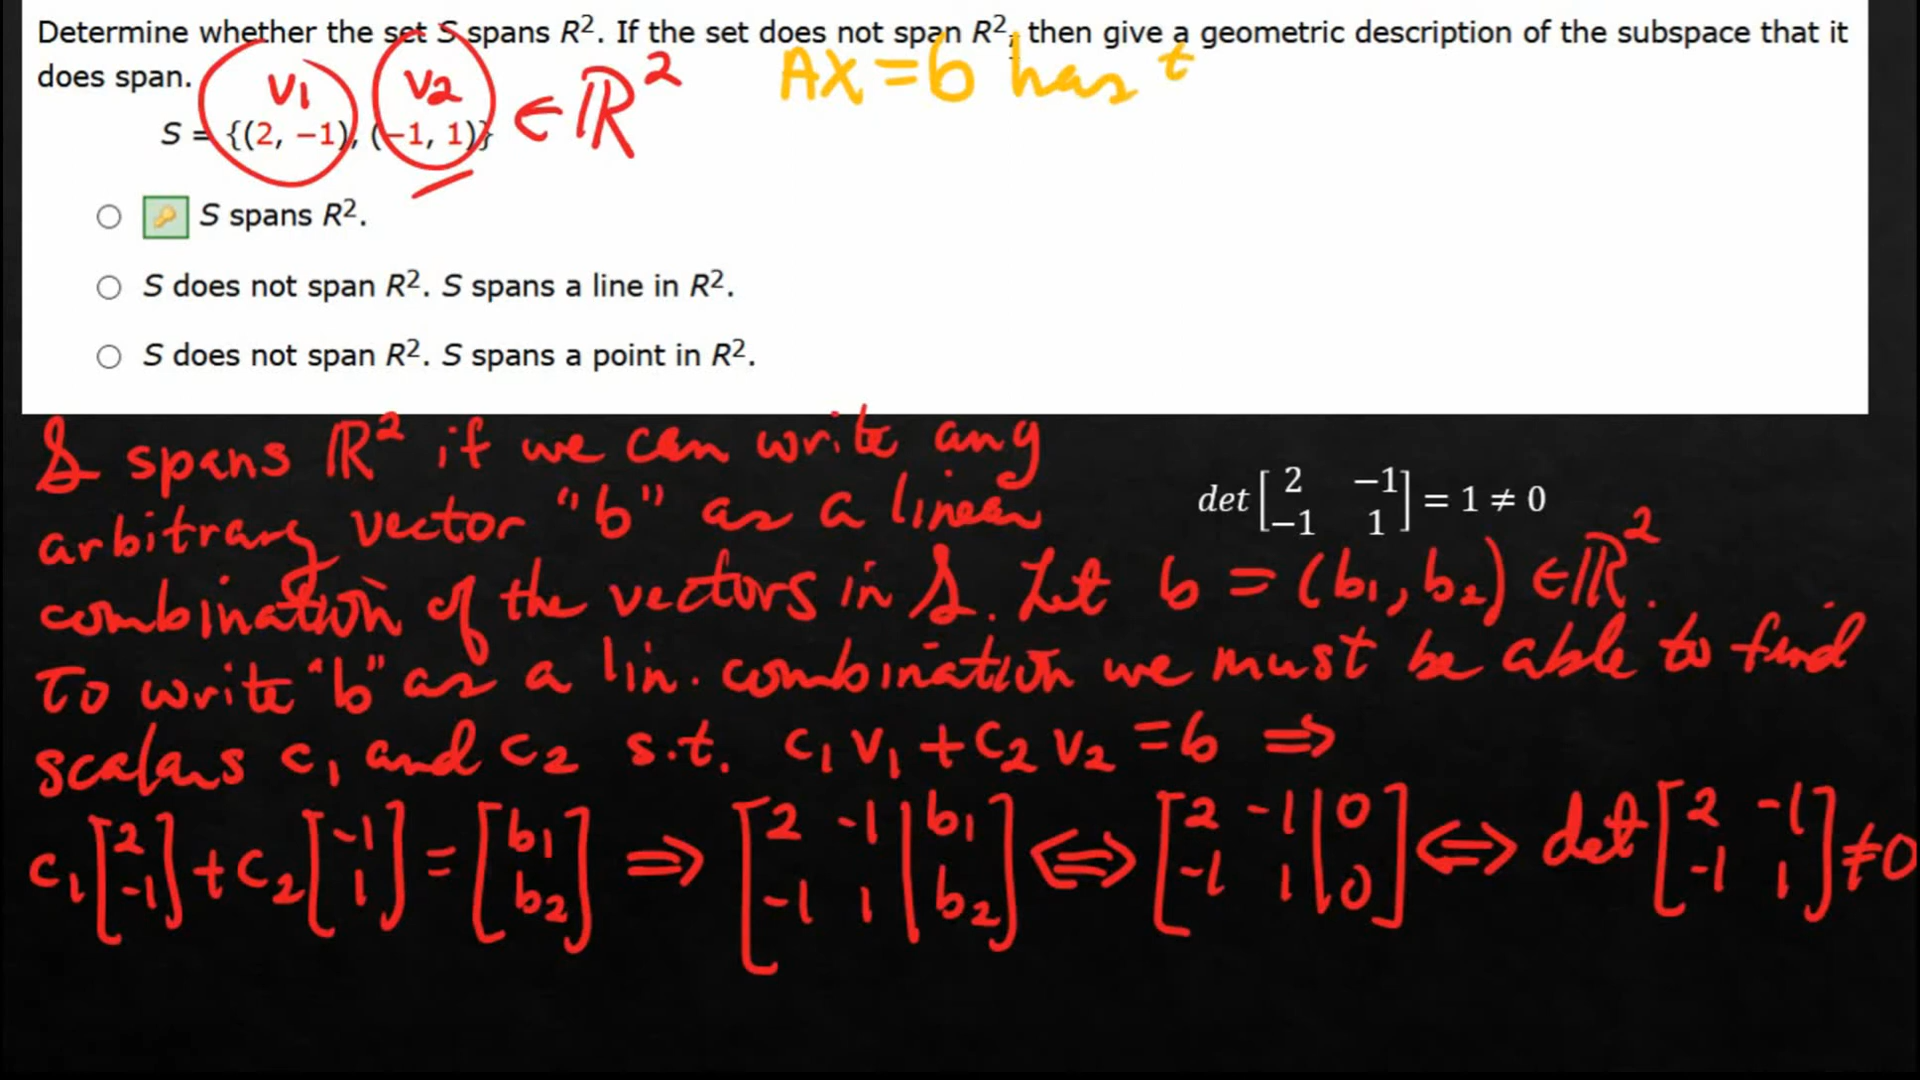 Determine whether the set S spans R². If the set does not span R², then give a geometric description of the subspace that it
does span.
v1 v2 ∈ ℝ²
AX = b has t
S = {(2, −1), (−1, 1)}
S spans R².
S does not span R². S spans a line in R².
S does not span R². S spans a point in R².
S spans ℝ² if we can write any
arbitrary vector "b" as a linear
det [2 −1; −1 1] = 1 ≠ 0
combination of the vectors in S. Let b = (b1, b2) ∈ ℝ².
To write "b" as a lin. combination we must be able to find
scalars c1 and c2 s.t. c1 v1 + c2 v2 = b ⇒
c1 [2; -1] + c2 [-1; 1] = [b1; b2] ⇒ [2 -1 | b1; -1 1 | b2] ⇔ [2 -1 | 0; -1 1 | 0] ⇔ det [2 -1; -1 1] ≠ 0